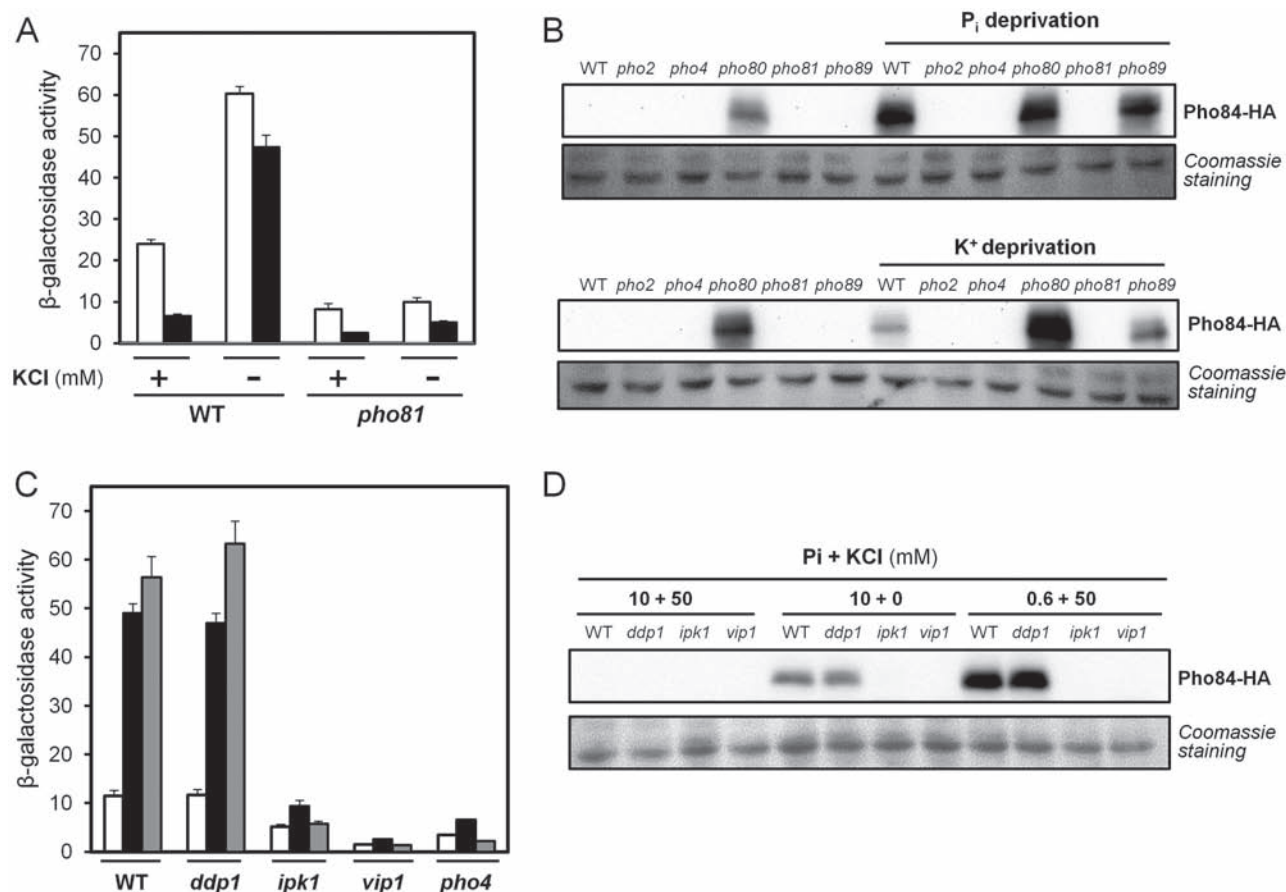 A
β-galactosidase activity
70
60
50
40
30
20
10
0
KCl (mM)
+ - + -
WT pho81
B
Pi deprivation
WT pho2 pho4 pho80 pho81 pho89 WT pho2 pho4 pho80 pho81 pho89
Pho84-HA
Coomassie
staining
K+ deprivation
WT pho2 pho4 pho80 pho81 pho89 WT pho2 pho4 pho80 pho81 pho89
Pho84-HA
Coomassie
staining
C
β-galactosidase activity
70
60
50
40
30
20
10
0
WT ddp1 ipk1 vip1 pho4
D
Pi + KCl (mM)
10 + 50 10 + 0 0.6 + 50
WT ddp1 ipk1 vip1 WT ddp1 ipk1 vip1 WT ddp1 ipk1 vip1
Pho84-HA
Coomassie
staining